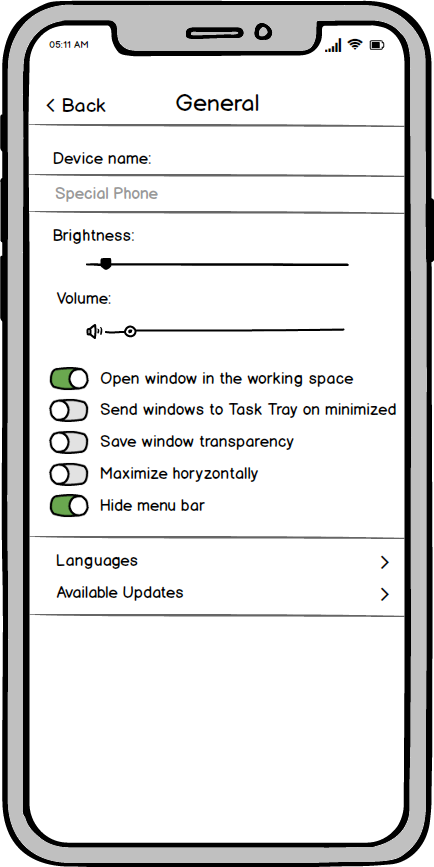 05:11 AM
Back
General
Device name:
Special Phone
Brightness:
Volume:
Open window in the working space
Send windows to Task Tray on minimized
Save window transparency
Maximize horyzontally
Hide menu bar
Languages
Available Updates